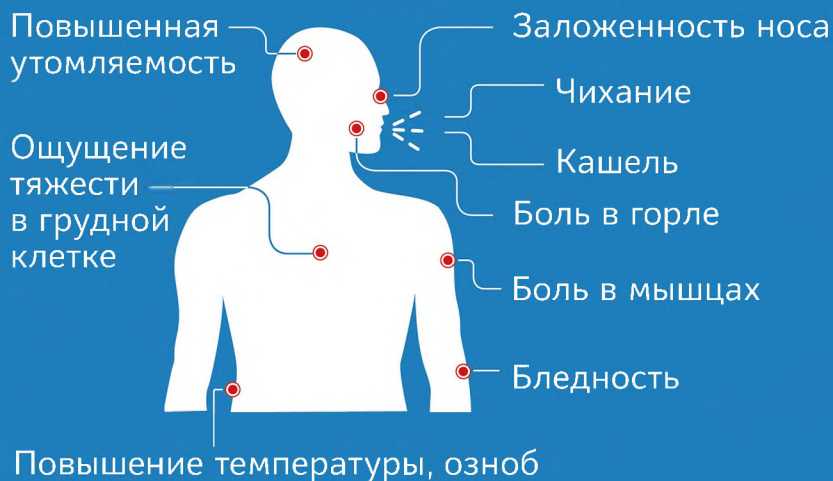 Повышенная
утомляемость
Ощущение
тяжести
в грудной
клетке
Заложенность носа
Чихание
Кашель
Боль в горле
Боль в мышцах
Бледность
Повышение температуры, озноб